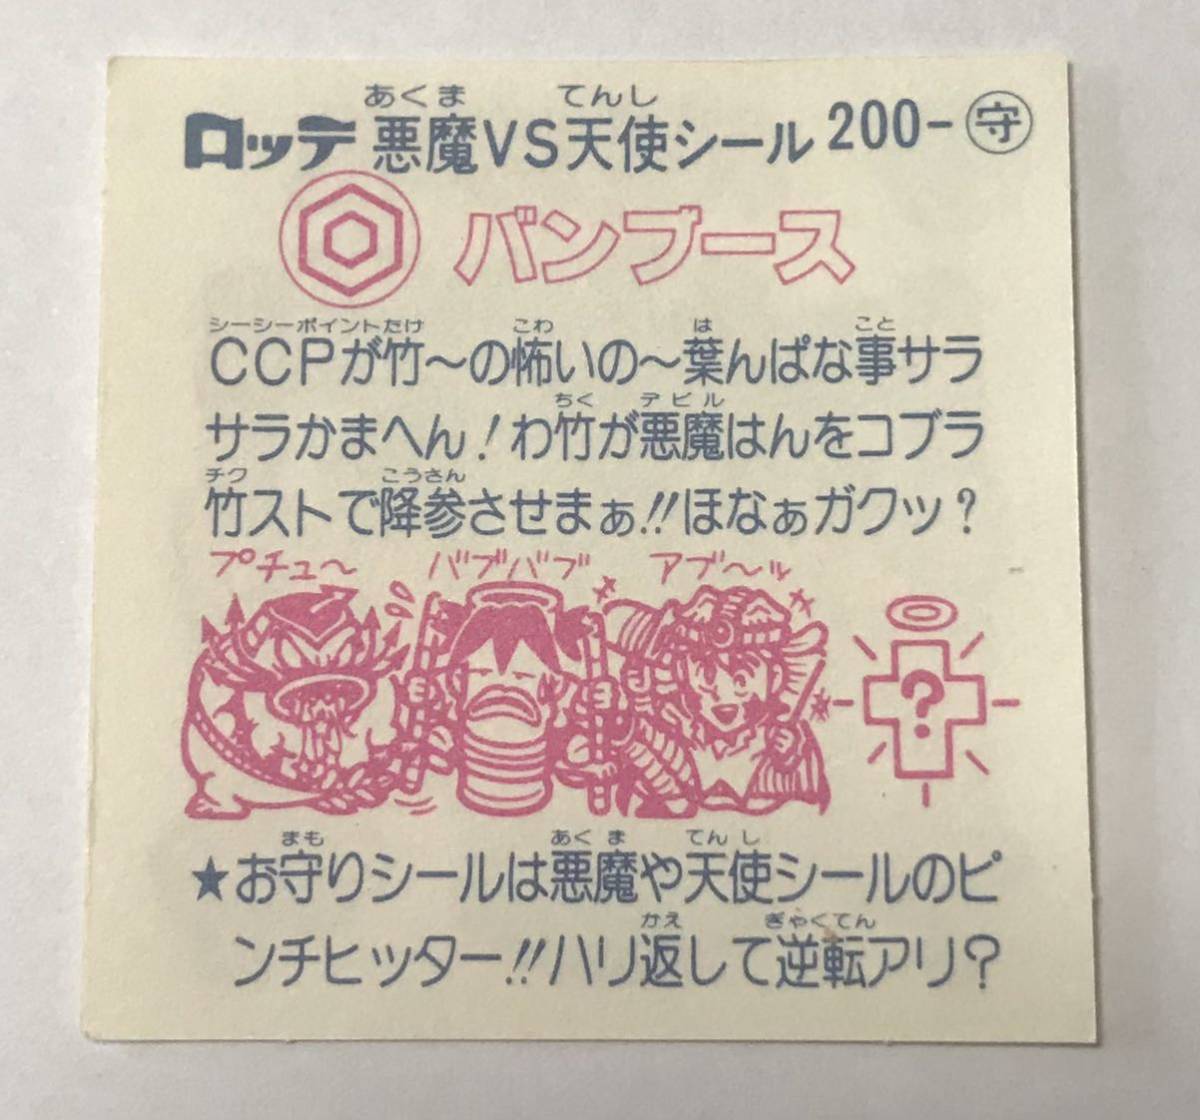 あくま てんし
ロッテ 悪魔VS天使シール 200-守
バンブース
シーシーポイントたけ こわ は こと
CCPが竹〜の怖いの〜葉んぱな事サラ
ちく デビル
サラかまへん!わ竹が悪魔はんをコブラ
チク こうさん
竹ストで降参させまぁ!!ほなぁガクッ?
プチュ〜 バブバブ アブ〜ル
?
まも あくま てんし
★お守りシールは悪魔や天使シールのピ
かえ ぎゃくてん
ンチヒッター!!ハリ返して逆転アリ?